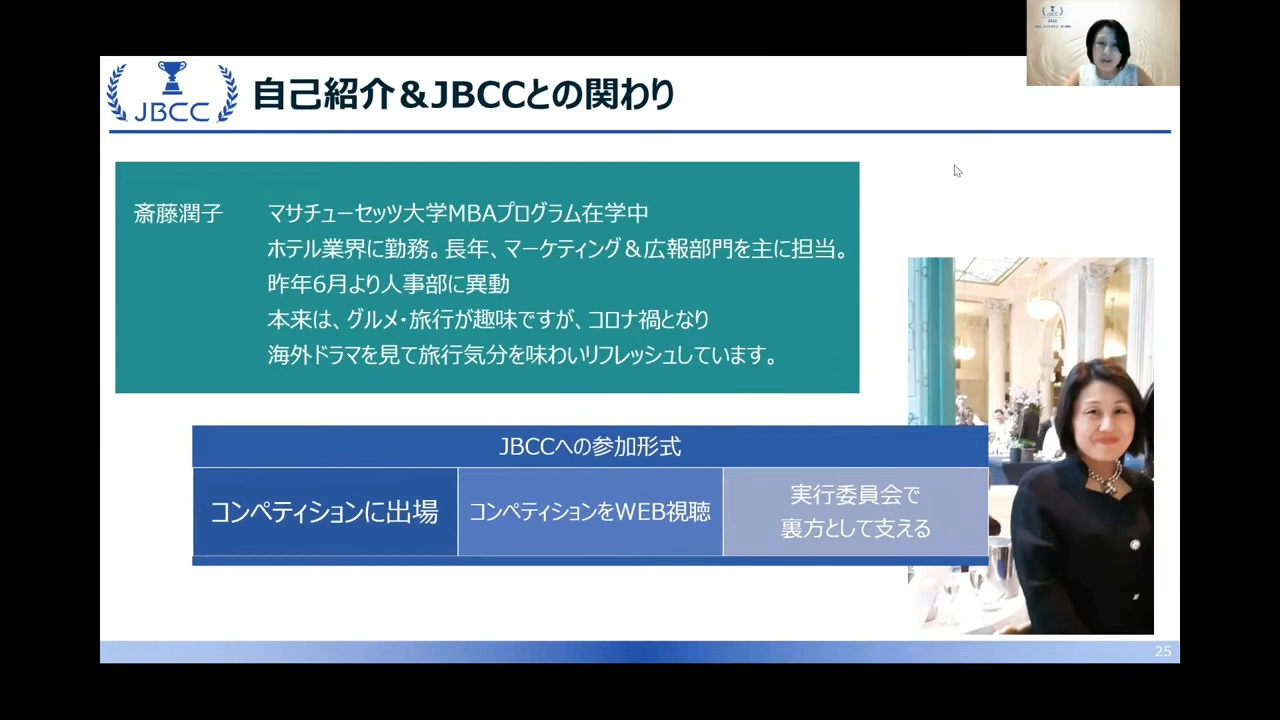 JBCC
自己紹介＆JBCCとの関わり
斎藤潤子
マサチューセッツ大学MBAプログラム在学中
ホテル業界に勤務。長年、マーケティング＆広報部門を主に担当。
昨年6月より人事部に異動
本来は、グルメ・旅行が趣味ですが、コロナ禍となり
海外ドラマを見て旅行気分を味わいリフレッシュしています。
JBCCへの参加形式
コンペティションに出場
コンペティションをWEB視聴
実行委員会で
裏方として支える
25
JBCC
2022